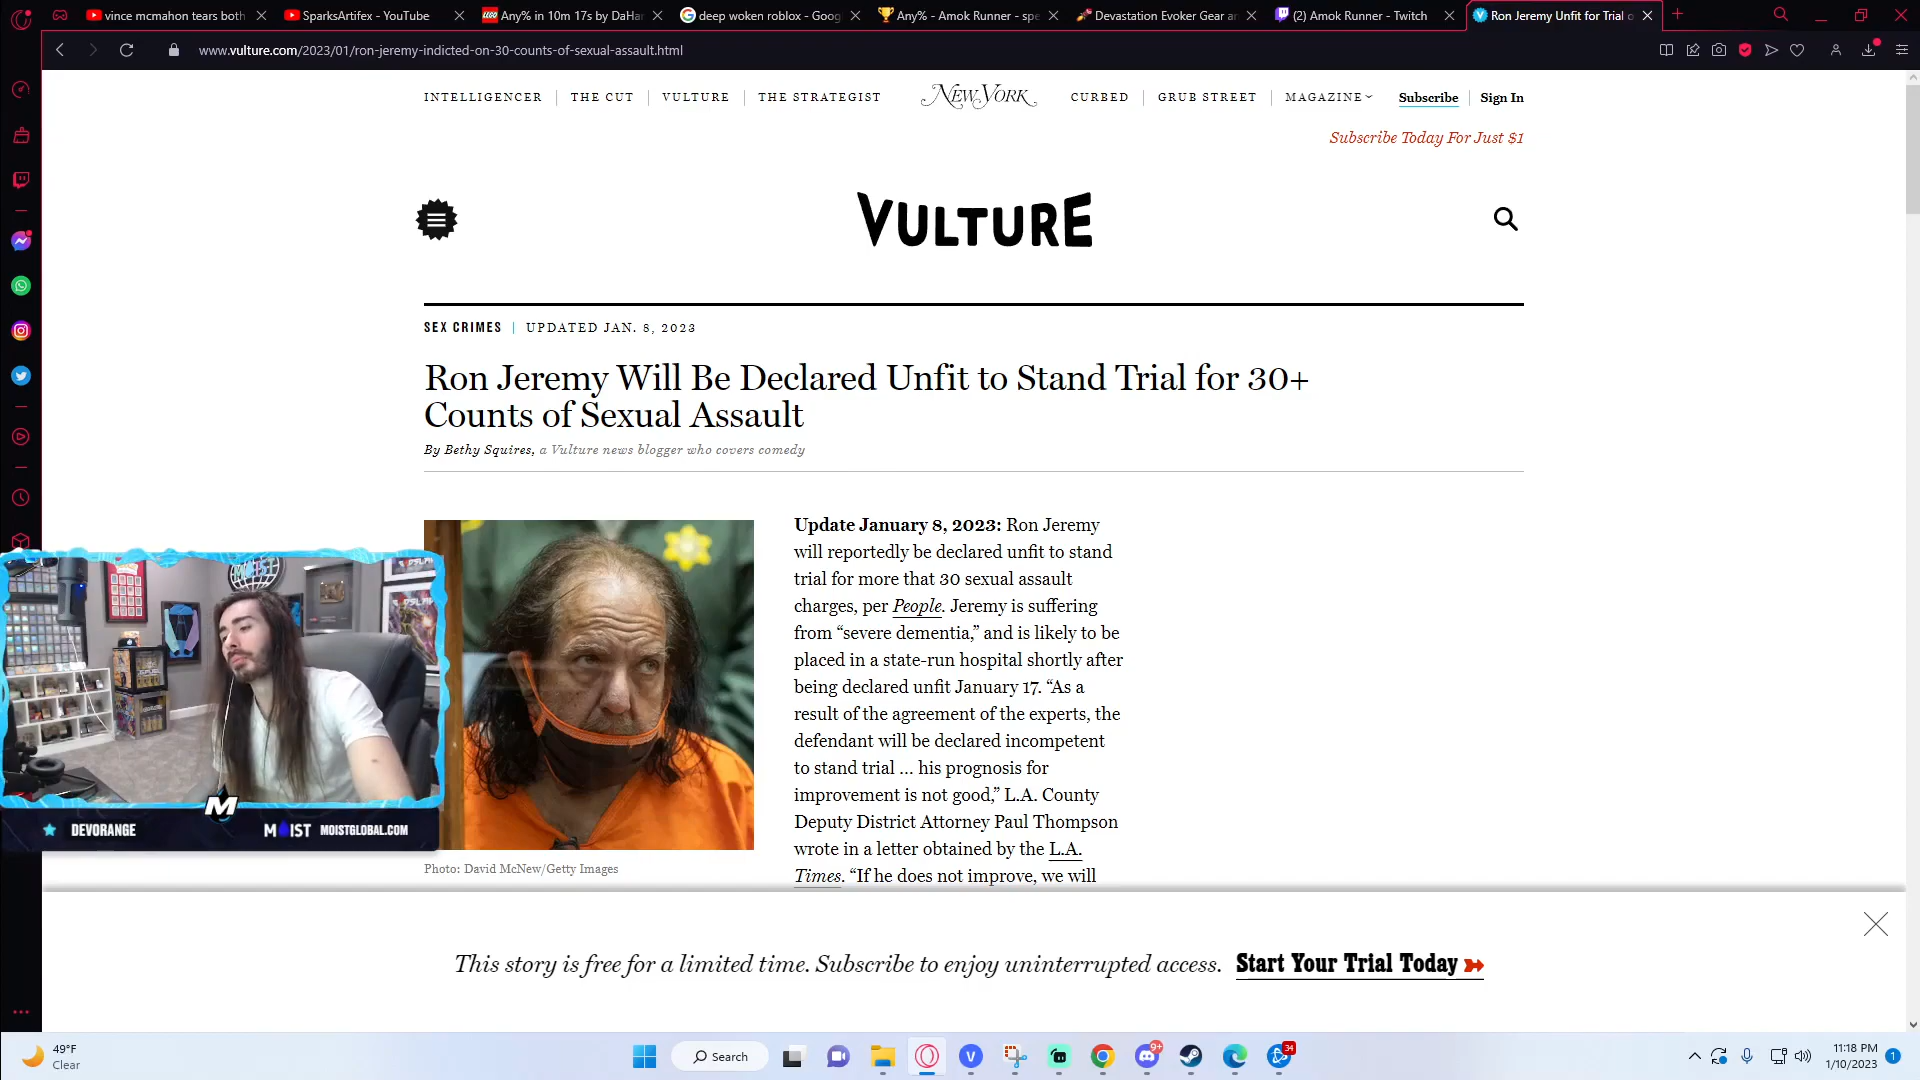 vince mcmahon tears both
SparksArtifex - YouTube
Any% in 10m 17s by DaHa
deep woken roblox - Goog
Any% - Amok Runner - spe
Devastation Evoker Gear a
(2) Amok Runner - Twitch
Ron Jeremy Unfit for Trial o
www.vulture.com/2023/01/ron-jeremy-indicted-on-30-counts-of-sexual-assault.html
INTELLIGENCER
THE CUT
VULTURE
THE STRATEGIST
NEW YORK
CURBED
GRUB STREET
MAGAZINE
Subscribe
Sign In
Subscribe Today For Just $1
VULTURE
SEX CRIMES
UPDATED JAN. 8, 2023
Ron Jeremy Will Be Declared Unfit to Stand Trial for 30+
Counts of Sexual Assault
By Bethy Squires, a Vulture news blogger who covers comedy
Update January 8, 2023: Ron Jeremy
will reportedly be declared unfit to stand
trial for more that 30 sexual assault
charges, per People. Jeremy is suffering
from “severe dementia,” and is likely to be
placed in a state-run hospital shortly after
being declared unfit January 17. “As a
result of the agreement of the experts, the
defendant will be declared incompetent
to stand trial … his prognosis for
improvement is not good,” L.A. County
Deputy District Attorney Paul Thompson
wrote in a letter obtained by the L.A.
Times. “If he does not improve, we will
MOIST
M
DEVORANGE
MOIST
MOISTGLOBAL.COM
Photo: David McNew/Getty Images
This story is free for a limited time. Subscribe to enjoy uninterrupted access.
Start Your Trial Today
49°F
Clear
Search
9+
34
11:18 PM
1/10/2023
1